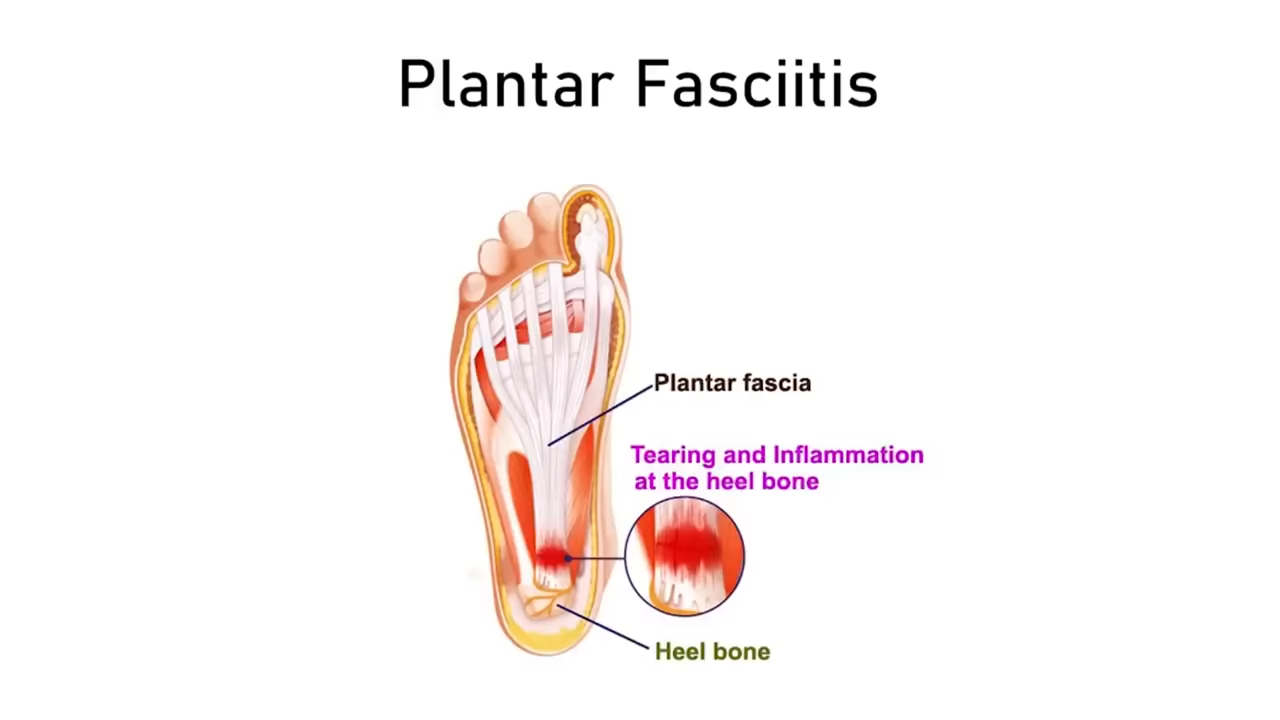 Plantar Fasciitis
Plantar fascia
Tearing and Inflammation
at the heel bone
Heel bone